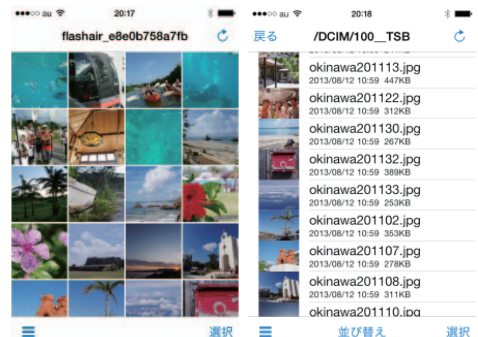 au 20:17
flashair_e8e0b758a7fb
選択
au 20:18
戻る /DCIM/100__TSB
okinawa201113.jpg
2013/08/12 10:59 447KB
okinawa201122.jpg
2013/08/12 10:59 312KB
okinawa201130.jpg
2013/08/12 10:59 267KB
okinawa201132.jpg
2013/08/12 10:59 389KB
okinawa201133.jpg
2013/08/12 10:59 253KB
okinawa201102.jpg
2013/08/12 10:59 353KB
okinawa201107.jpg
2013/08/12 10:59 278KB
okinawa201108.jpg
2013/08/12 10:59 311KB
okinawa201110.jpg
並び替え 選択